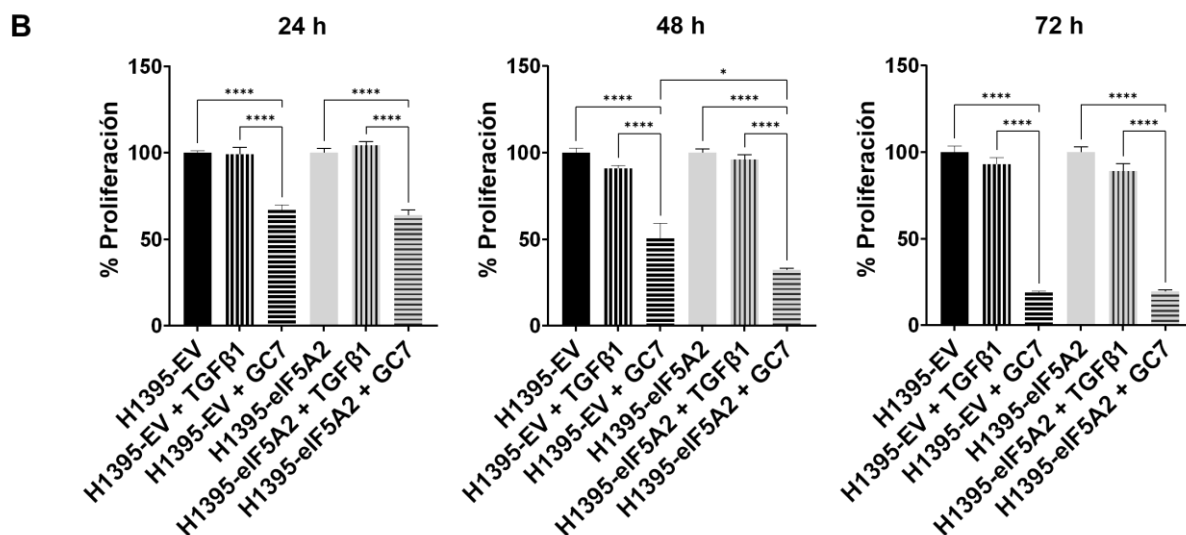 B
24 h
% Proliferación
150
100
50
0
****
****
****
****
H1395-EV
H1395-EV + TGFβ1
H1395-EV + GC7
H1395-eIF5A2
H1395-eIF5A2 + TGFβ1
H1395-eIF5A2 + GC7
48 h
% Proliferación
150
100
50
0
*
****
****
****
****
H1395-EV
H1395-EV + TGFβ1
H1395-EV + GC7
H1395-eIF5A2
H1395-eIF5A2 + TGFβ1
H1395-eIF5A2 + GC7
72 h
% Proliferación
150
100
50
0
****
****
****
****
H1395-EV
H1395-EV + TGFβ1
H1395-EV + GC7
H1395-eIF5A2
H1395-eIF5A2 + TGFβ1
H1395-eIF5A2 + GC7